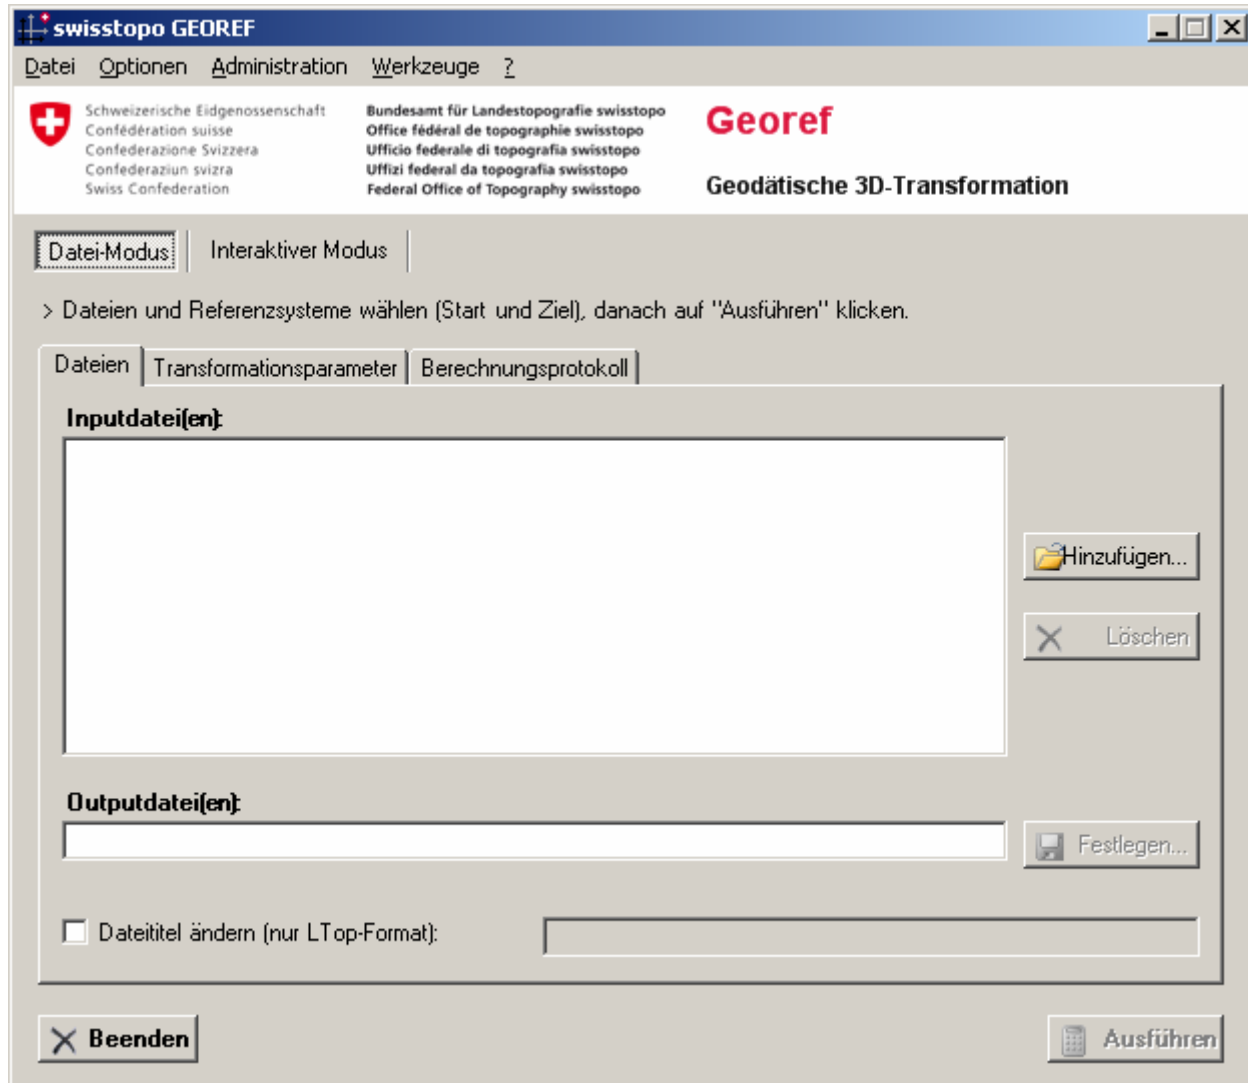 swisstopo GEOREF
Datei Optionen Administration Werkzeuge ?
Schweizerische Eidgenossenschaft
Confédération suisse
Confederazione Svizzera
Confederaziun svizra
Swiss Confederation
Bundesamt für Landestopografie swisstopo
Office fédéral de topographie swisstopo
Ufficio federale di topografia swisstopo
Uffizi federal da topografia swisstopo
Federal Office of Topography swisstopo
Georef
Geodätische 3D-Transformation
Datei-Modus Interaktiver Modus
> Dateien und Referenzsysteme wählen (Start und Ziel), danach auf "Ausführen" klicken.
Dateien Transformationsparameter Berechnungsprotokoll
Inputdatei(en):
Hinzufügen...
Löschen
Outputdatei(en):
Festlegen...
Dateititel ändern (nur LTop-Format):
Beenden Ausführen